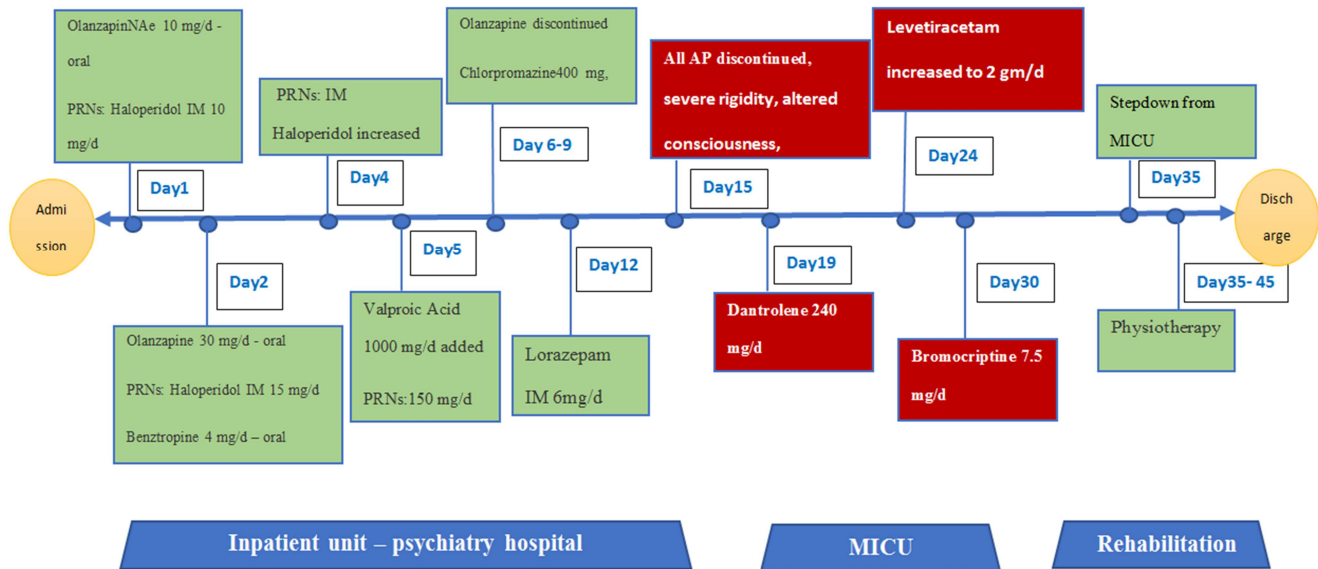 OlanzapinNAe 10 mg/d -
oral
PRNs: Haloperidol IM 10
mg/d
PRNs: IM
Haloperidol increased
Olanzapine discontinued
Chlorpromazine400 mg,
All AP discontinued,
severe rigidity, altered
consciousness,
Levetiracetam
increased to 2 gm/d
Stepdown from
MICU
Day1
Day4
Day 6-9
Day15
Day24
Day35
Admi
ssion
Disch
arge
Day2
Day5
Day12
Day19
Day30
Day35- 45
Olanzapine 30 mg/d - oral
PRNs: Haloperidol IM 15 mg/d
Benztropine 4 mg/d – oral
Valproic Acid
1000 mg/d added
PRNs:150 mg/d
Lorazepam
IM 6mg/d
Dantrolene 240
mg/d
Bromocriptine 7.5
mg/d
Physiotherapy
Inpatient unit – psychiatry hospital
MICU
Rehabilitation